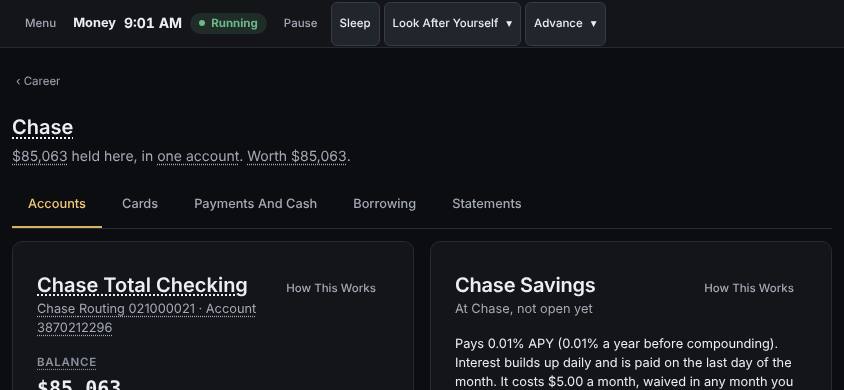 Menu Money 9:01 AM Running Pause Sleep Look After Yourself ▾ Advance ▾
‹ Career
Chase
$85,063 held here, in one account. Worth $85,063.
Accounts Cards Payments And Cash Borrowing Statements
Chase Total Checking How This Works
Chase Routing 021000021 · Account
3870212296
BALANCE
$85,063
Chase Savings How This Works
At Chase, not open yet
Pays 0.01% APY (0.01% a year before compounding).
Interest builds up daily and is paid on the last day of the
month. It costs $5.00 a month, waived in any month you